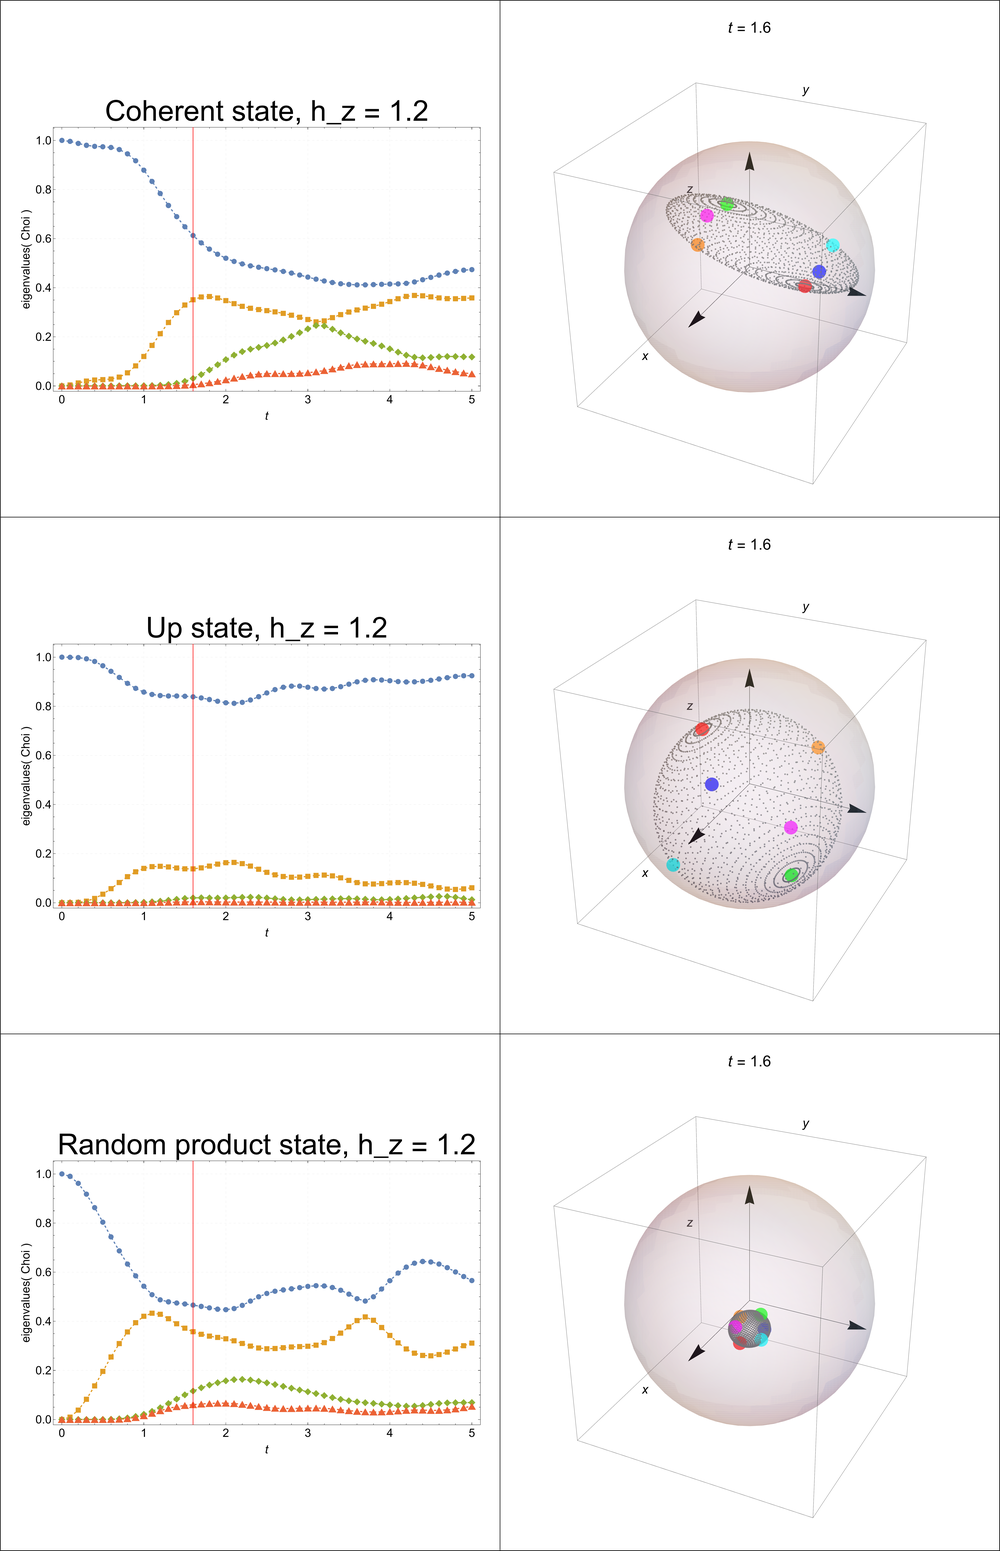 Coherent state, h_z = 1.2
eigenvalues( Choi )
1.0
0.8
0.6
0.4
0.2
0.0
0 1 2 3 4 5
t
t = 1.6
y
z
x
Up state, h_z = 1.2
eigenvalues( Choi )
1.0
0.8
0.6
0.4
0.2
0.0
0 1 2 3 4 5
t
t = 1.6
y
z
x
Random product state, h_z = 1.2
eigenvalues( Choi )
1.0
0.8
0.6
0.4
0.2
0.0
0 1 2 3 4 5
t
t = 1.6
y
z
x